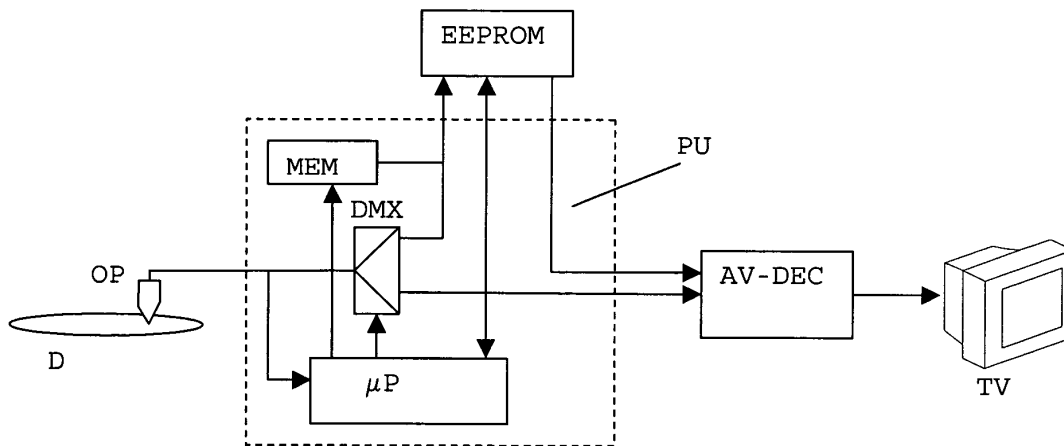 EEPROM
PU
MEM
DMX
OP
AV-DEC
D
μP
TV